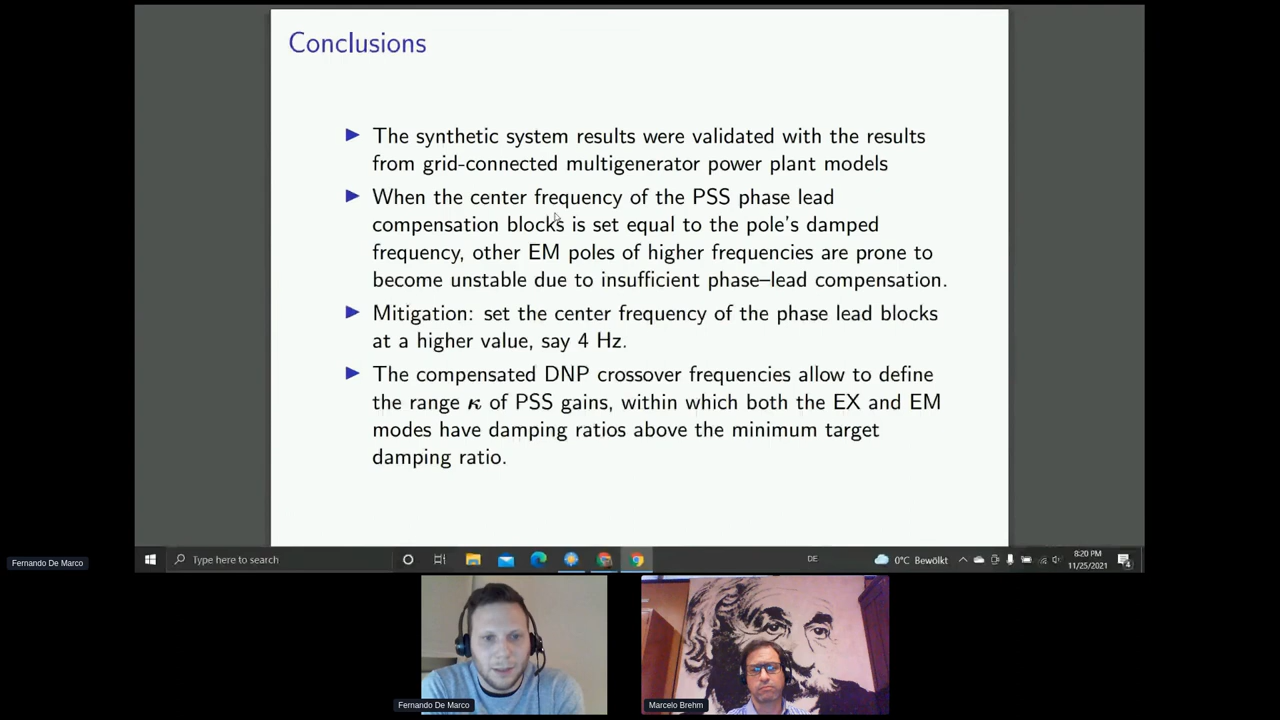 Conclusions
▶ The synthetic system results were validated with the results
from grid-connected multigenerator power plant models
▶ When the center frequency of the PSS phase lead
compensation blocks is set equal to the pole's damped
frequency, other EM poles of higher frequencies are prone to
become unstable due to insufficient phase–lead compensation.
▶ Mitigation: set the center frequency of the phase lead blocks
at a higher value, say 4 Hz.
▶ The compensated DNP crossover frequencies allow to define
the range κ of PSS gains, within which both the EX and EM
modes have damping ratios above the minimum target
damping ratio.
Type here to search
DE
0°C Bewölkt
8:20 PM
11/25/2021
4
Fernando De Marco
Fernando De Marco
Marcelo Brehm